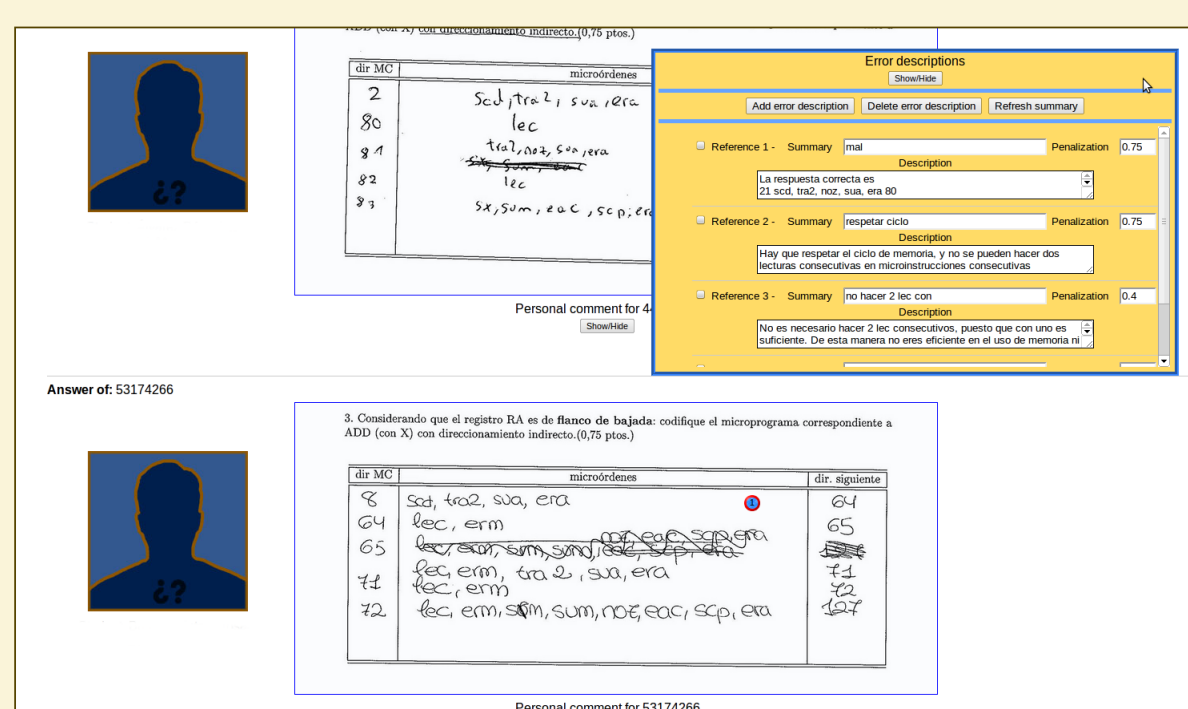 ADD (con X) con direccionamiento indirecto.(0,75 ptos.)
dir MC microórdenes
2 scd, tra2, sua, era
80 lec
81 tra2, noz, sua, era
82 lec
83 sx, sum, eac, scp, era
¿?
Personal comment for 44
Show/Hide
Error descriptions
Show/Hide
Add error description Delete error description Refresh summary
Reference 1 - Summary mal Penalization 0.75
Description
La respuesta correcta es
21 scd, tra2, noz, sua, era 80
Reference 2 - Summary respetar ciclo Penalization 0.75
Description
Hay que respetar el ciclo de memoria, y no se pueden hacer dos
lecturas consecutivas en microinstrucciones consecutivas
Reference 3 - Summary no hacer 2 lec con Penalization 0.4
Description
No es necesario hacer 2 lec consecutivos, puesto que con uno es
suficiente. De esta manera no eres eficiente en el uso de memoria ni
Answer of: 53174266
¿?
3. Considerando que el registro RA es de flanco de bajada: codifique el microprograma correspondiente a
ADD (con X) con direccionamiento indirecto.(0,75 ptos.)
dir MC microórdenes dir. siguiente
8 scd, tra2, sua, era 1 64
64 lec, erm 65
noz, eac, scp, era
65 lec, erm, sum,
lec, erm, tra2, sua, era 71
71 lec, erm 72
72 lec, erm, sum, noz, eac, scp, era 127
Personal comment for 53174266